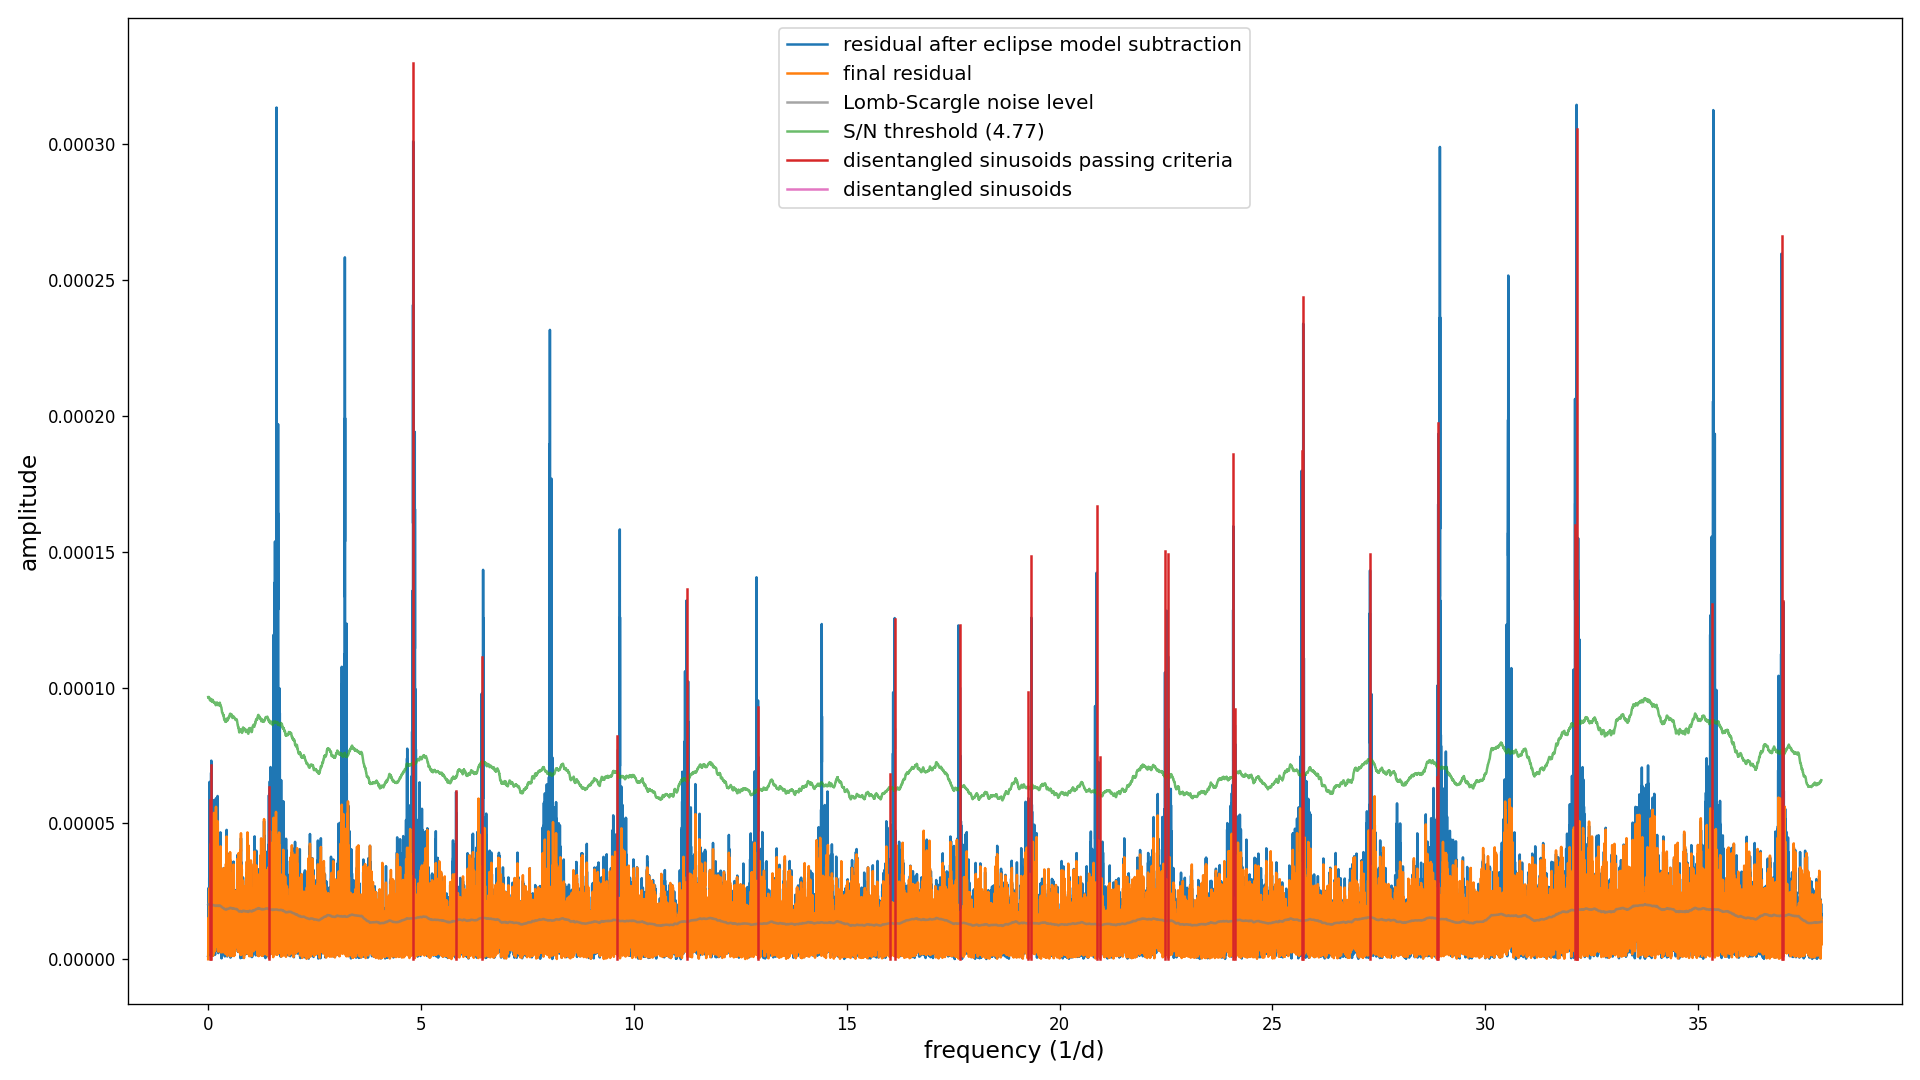 residual after eclipse model subtraction
final residual
Lomb-Scargle noise level
S/N threshold (4.77)
disentangled sinusoids passing criteria
disentangled sinusoids
amplitude
0.00030
0.00025
0.00020
0.00015
0.00010
0.00005
0.00000
0 5 10 15 20 25 30 35
frequency (1/d)